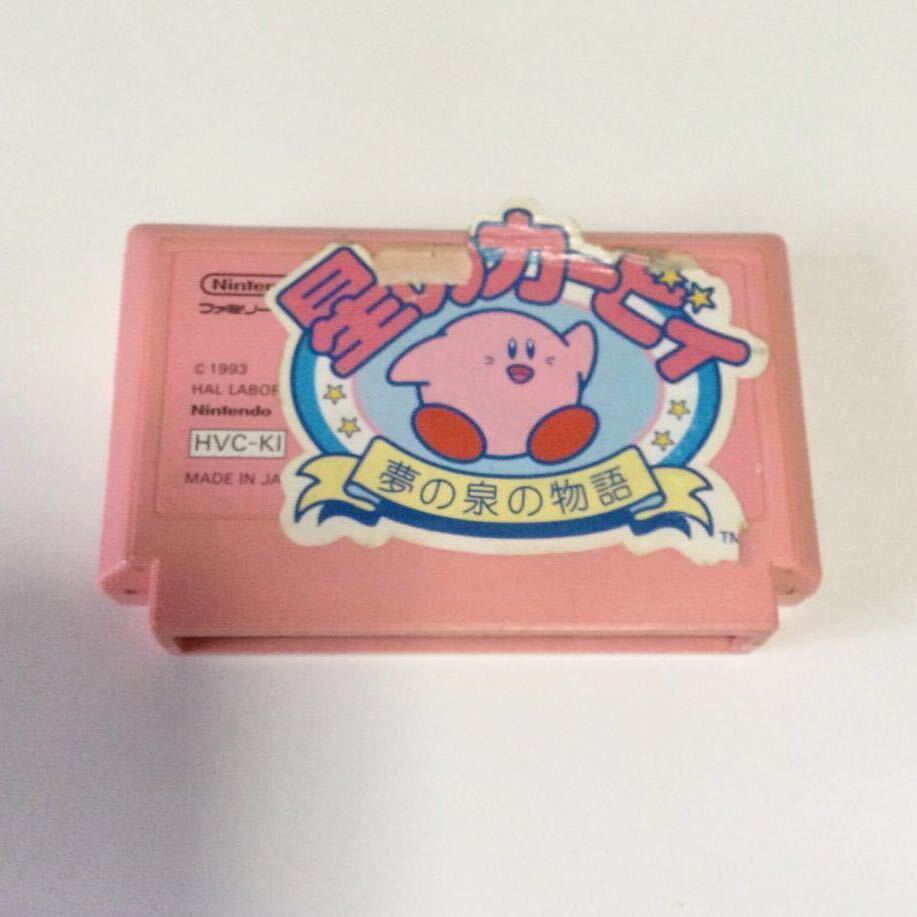 星のカービィ
夢の泉の物語
TM
Ninten
ファミリー
C 1993
HAL LABOR
Nintendo
HVC-KI
MADE IN JA